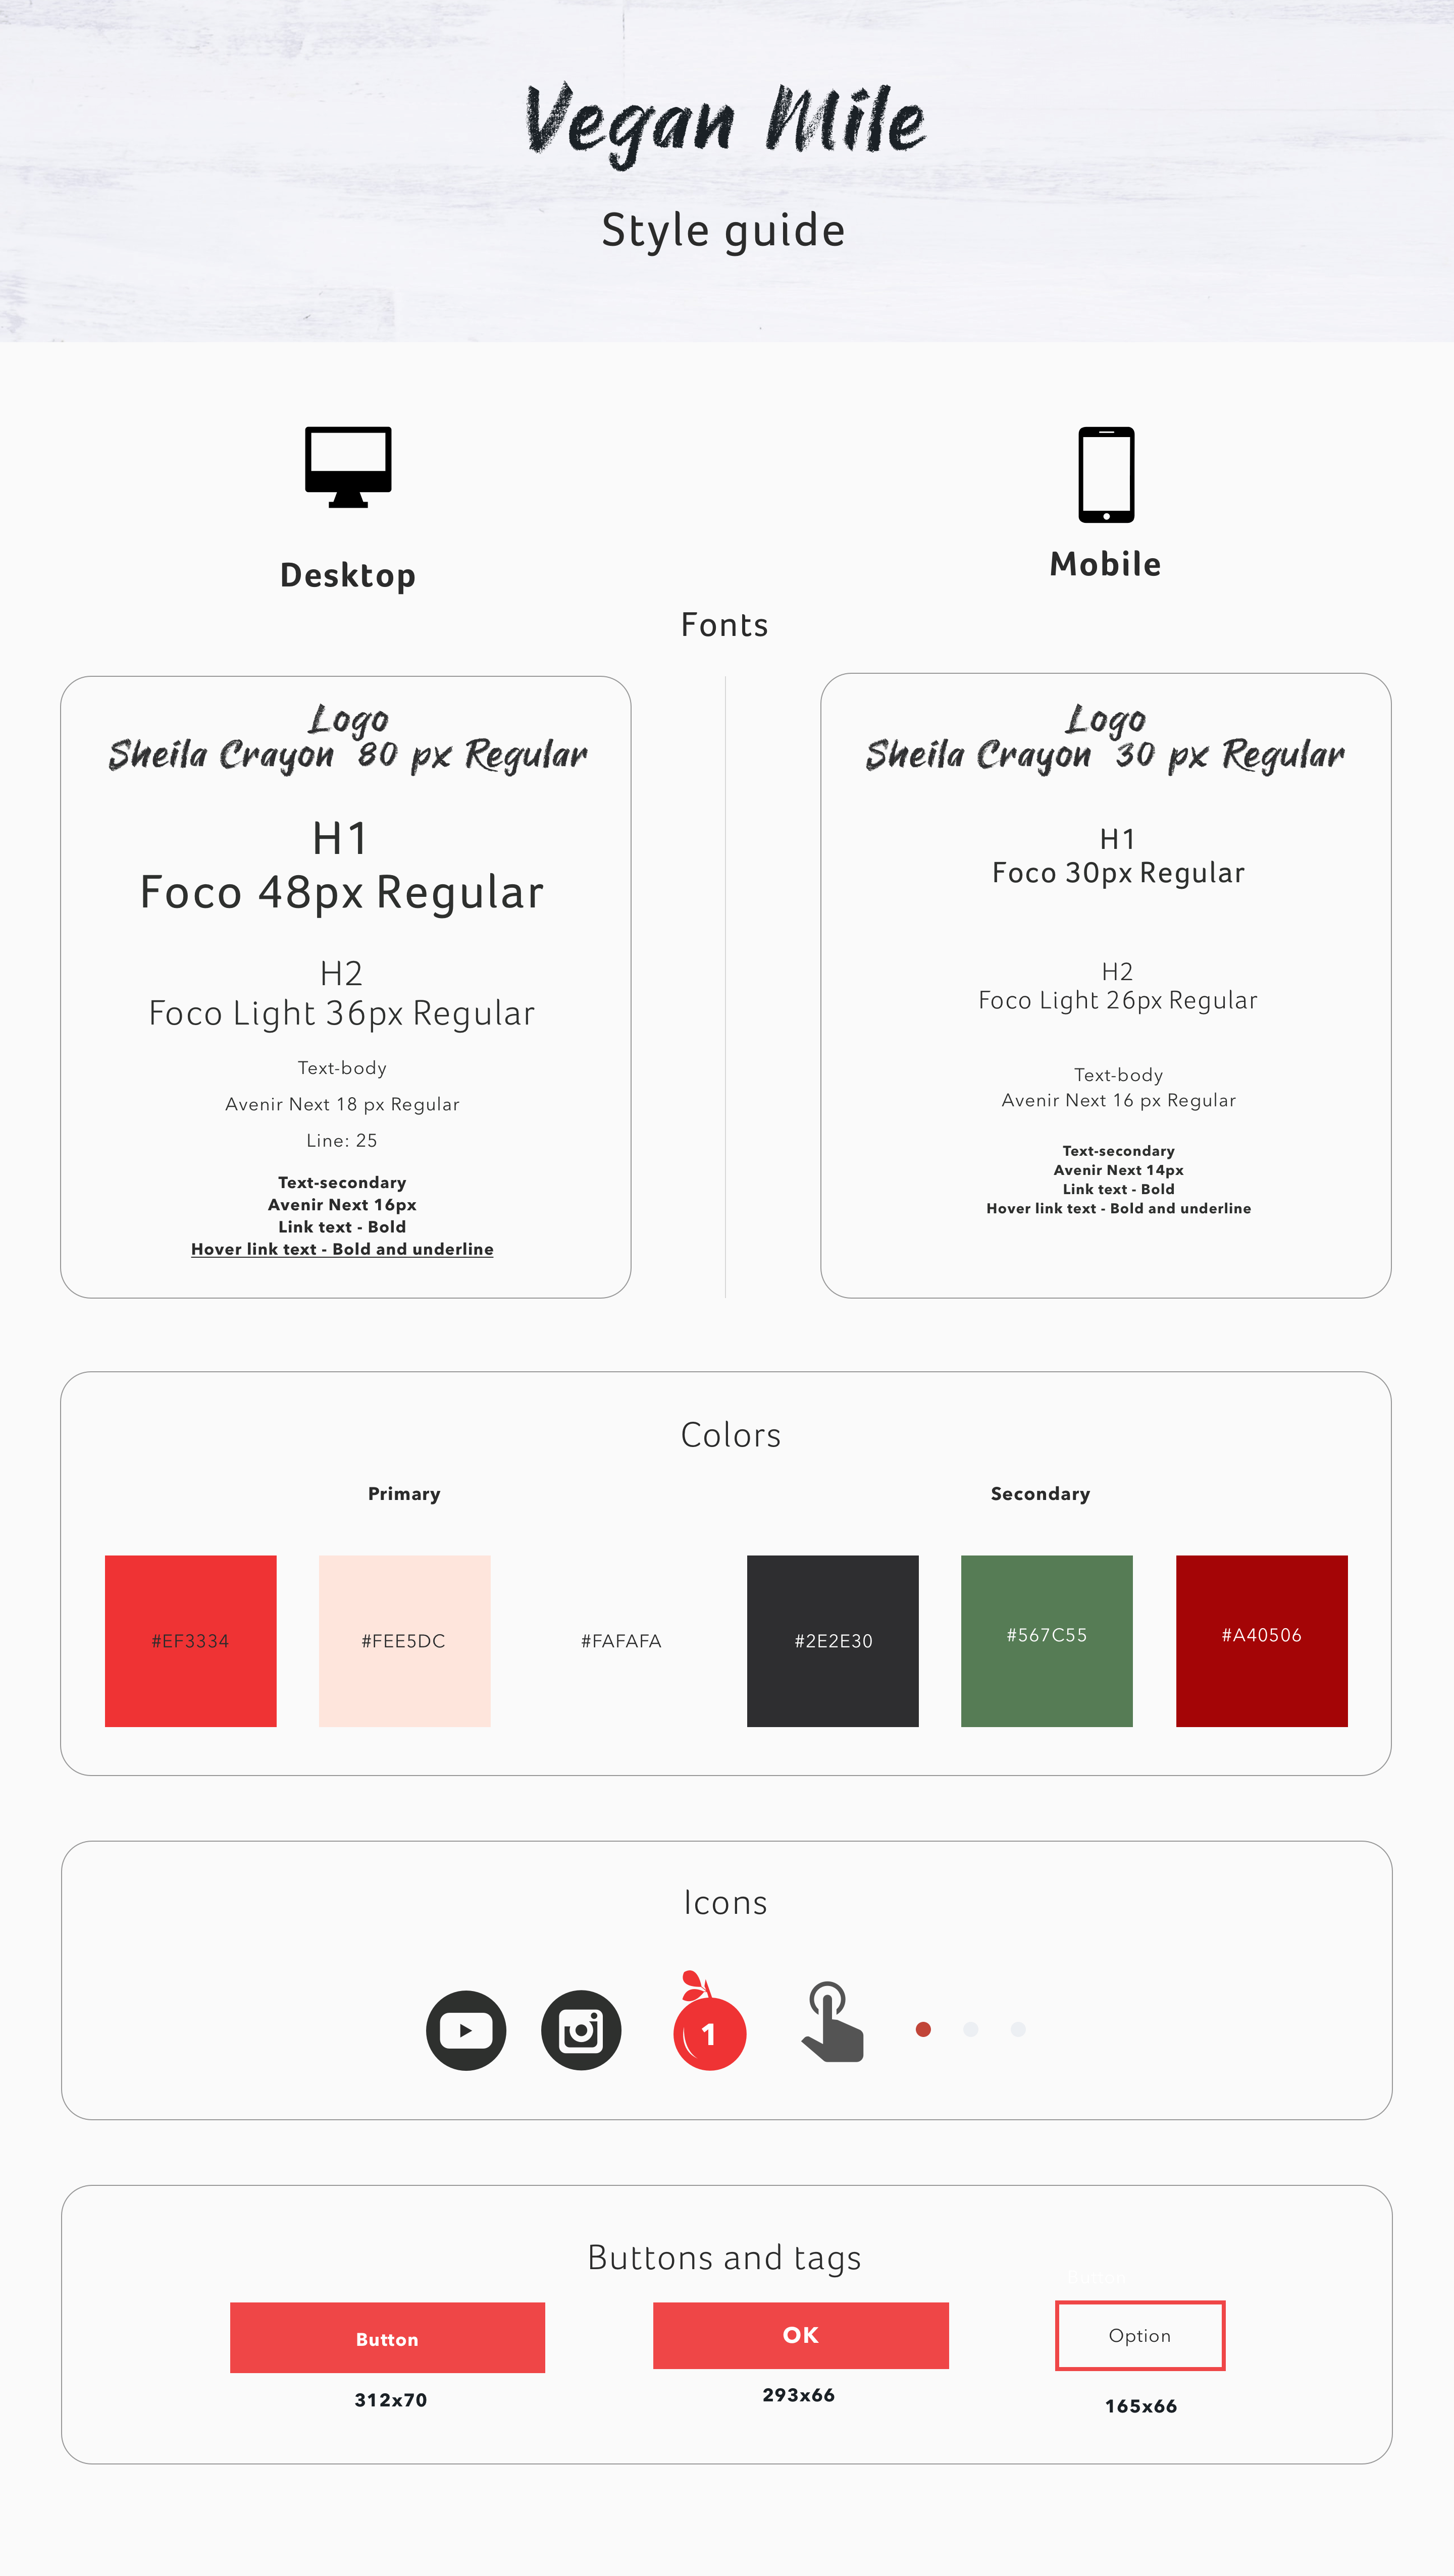 Vegan Mile
Style guide
Desktop
Mobile
Fonts
Logo
Sheila Crayon 80 px Regular
H1
Foco 48px Regular
H2
Foco Light 36px Regular
Text-body
Avenir Next 18 px Regular
Line: 25
Text-secondary
Avenir Next 16px
Link text - Bold
Hover link text - Bold and underline
Logo
Sheila Crayon 30 px Regular
H1
Foco 30px Regular
H2
Foco Light 26px Regular
Text-body
Avenir Next 16 px Regular
Text-secondary
Avenir Next 14px
Link text - Bold
Hover link text - Bold and underline
Colors
Primary
Secondary
#EF3334
#FEE5DC
#FAFAFA
#2E2E30
#567C55
#A40506
Icons
1
Buttons and tags
Button
OK
Option
312x70
293x66
165x66